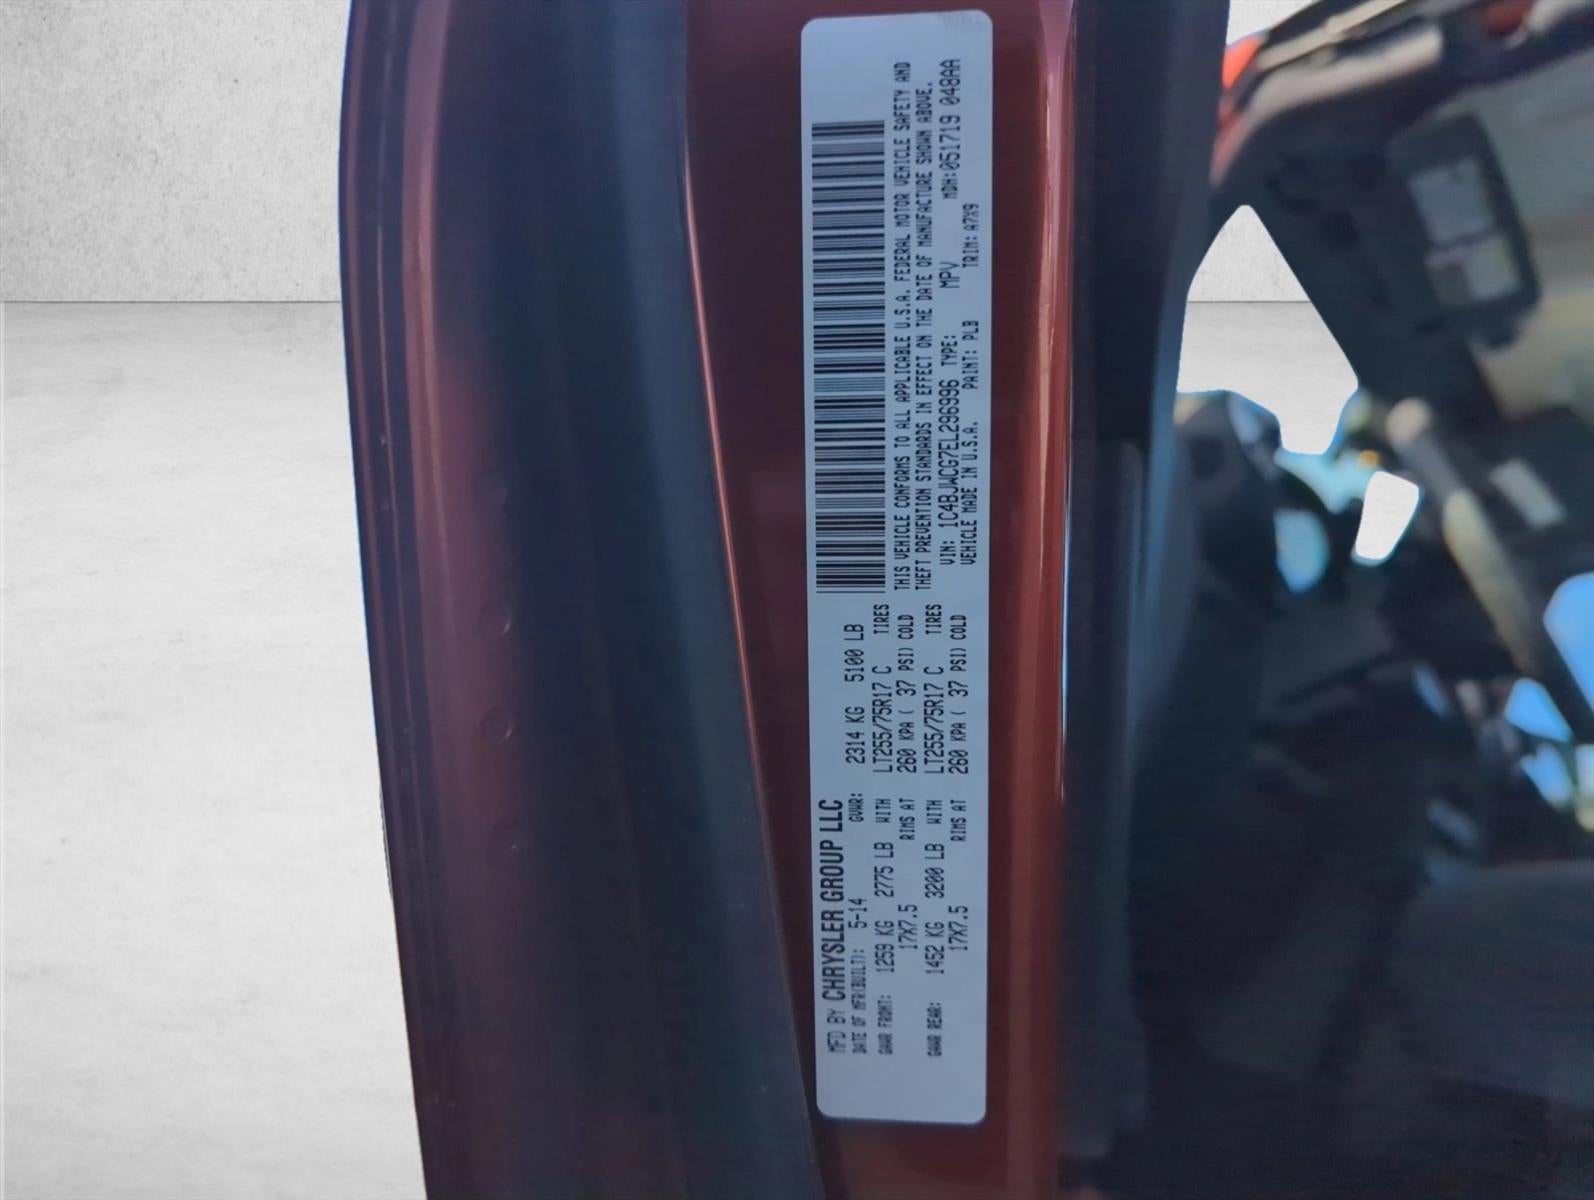 MFD BY CHRYSLER GROUP LLC
DATE OF MFR(BUILT): 5-14 GVWR: 2314 KG 5100 LB
GAWR FRONT: 1259 KG 2775 LB WITH LT255/75R17 C TIRES
17X7.5 RIMS AT 260 KPA ( 37 PSI) COLD
GAWR REAR: 1452 KG 3200 LB WITH LT255/75R17 C TIRES
17X7.5 RIMS AT 260 KPA ( 37 PSI) COLD
THIS VEHICLE CONFORMS TO ALL APPLICABLE U.S.A. FEDERAL MOTOR VEHICLE SAFETY AND
THEFT PREVENTION STANDARDS IN EFFECT ON THE DATE OF MANUFACTURE SHOWN ABOVE.
VIN: 1C4BJWCG7EL296996 TYPE: MPV MDH:051719 048AA
VEHICLE MADE IN U.S.A. PAINT: PLB TRIM: A7X9